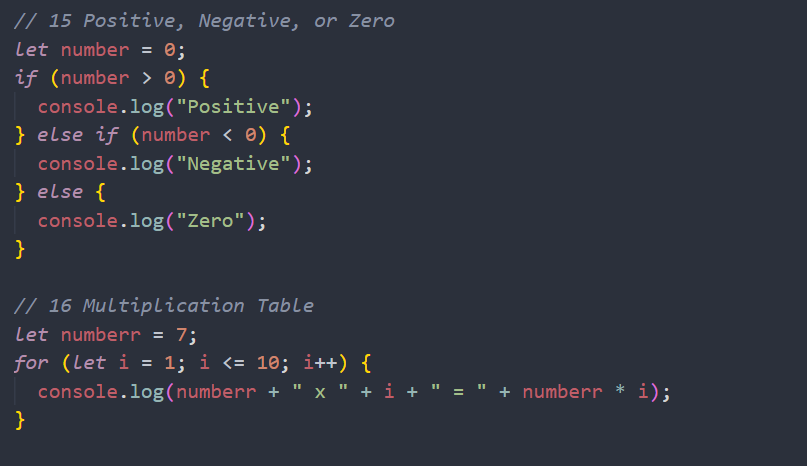 // 15 Positive, Negative, or Zero
let number = 0;
if (number > 0) {
  console.log("Positive");
} else if (number < 0) {
  console.log("Negative");
} else {
  console.log("Zero");
}

// 16 Multiplication Table
let numberr = 7;
for (let i = 1; i <= 10; i++) {
  console.log(numberr + " x " + i + " = " + numberr * i);
}